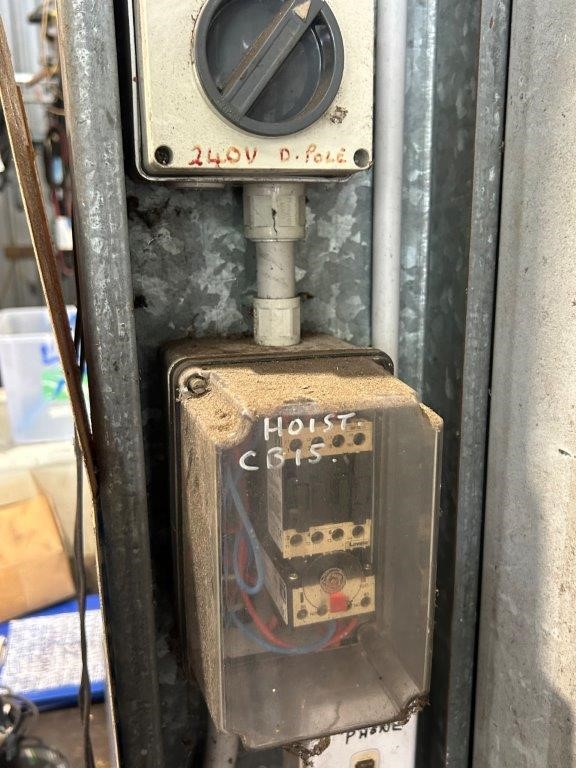 240V D. POLE
HOIST.
CB15.
PHONE